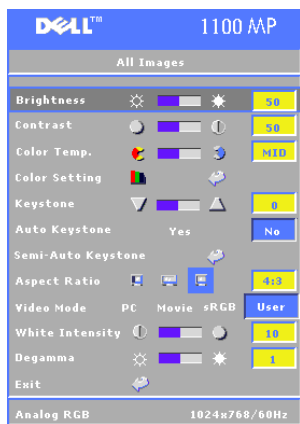 DELL™ 1100 MP
All Images
Brightness 50
Contrast 50
Color Temp. MID
Color Setting
Keystone 0
Auto Keystone Yes No
Semi-Auto Keystone
Aspect Ratio 4:3
Video Mode PC Movie sRGB User
White Intensity 10
Degamma 1
Exit
Analog RGB 1024x768/60Hz